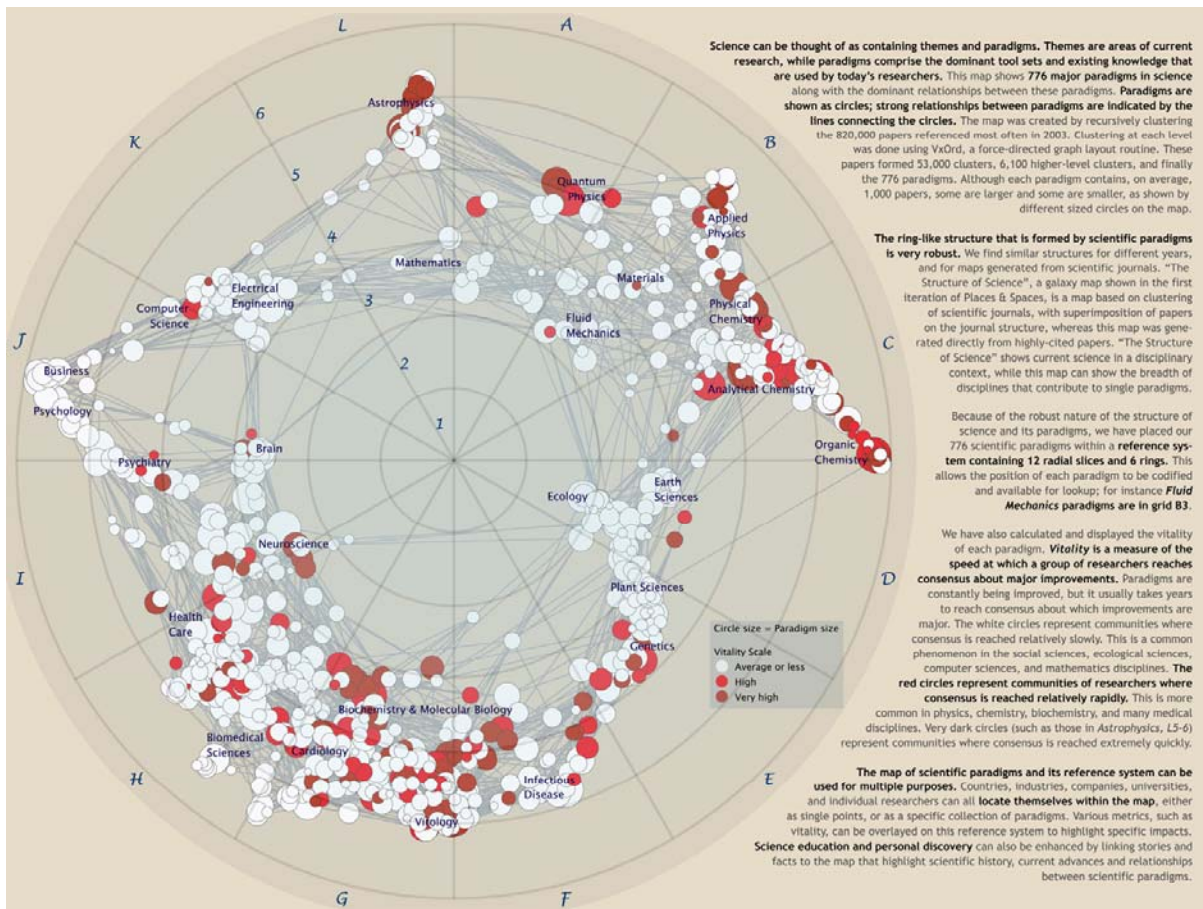 L
A
K
B
J
C
I
D
H
E
G
F
6
5
4
3
2
1
Astrophysics
Quantum
Physics
Applied
Physics
Mathematics
Materials
Electrical
Engineering
Computer
Science
Fluid
Mechanics
Physical
Chemistry
Business
Psychology
Analytical Chemistry
Psychiatry
Brain
Organic
Chemistry
Ecology
Earth
Sciences
Neuroscience
Plant Sciences
Health
Care
Genetics
Biochemistry & Molecular Biology
Biomedical
Sciences
Cardiology
Infectious
Disease
Virology
Circle size = Paradigm size
Vitality Scale
Average or less
High
Very high
Science can be thought of as containing themes and paradigms. Themes are areas of current
research, while paradigms comprise the dominant tool sets and existing knowledge that
are used by today's researchers. This map shows 776 major paradigms in science
along with the dominant relationships between these paradigms. Paradigms are
shown as circles; strong relationships between paradigms are indicated by the
lines connecting the circles. The map was created by recursively clustering
the 820,000 papers referenced most often in 2003. Clustering at each level
was done using VxOrd, a force-directed graph layout routine. These
papers formed 53,000 clusters, 6,100 higher-level clusters, and finally
the 776 paradigms. Although each paradigm contains, on average,
1,000 papers, some are larger and some are smaller, as shown by
different sized circles on the map.
The ring-like structure that is formed by scientific paradigms
is very robust. We find similar structures for different years,
and for maps generated from scientific journals. "The
Structure of Science", a galaxy map shown in the first
iteration of Places & Spaces, is a map based on clustering
of scientific journals, with superimposition of papers
on the journal structure, whereas this map was gene-
rated directly from highly-cited papers. "The Structure
of Science" shows current science in a disciplinary
context, while this map can show the breadth of
disciplines that contribute to single paradigms.
Because of the robust nature of the structure of
science and its paradigms, we have placed our
776 scientific paradigms within a reference sys-
tem containing 12 radial slices and 6 rings. This
allows the position of each paradigm to be codified
and available for lookup; for instance Fluid
Mechanics paradigms are in grid B3.
We have also calculated and displayed the vitality
of each paradigm. Vitality is a measure of the
speed at which a group of researchers reaches
consensus about major improvements. Paradigms are
constantly being improved, but it usually takes years
to reach consensus about which improvements are
major. The white circles represent communities where
consensus is reached relatively slowly. This is a common
phenomenon in the social sciences, ecological sciences,
computer sciences, and mathematics disciplines. The
red circles represent communities of researchers where
consensus is reached relatively rapidly. This is more
common in physics, chemistry, biochemistry, and many medical
disciplines. Very dark circles (such as those in Astrophysics, L5-6)
represent communities where consensus is reached extremely quickly.
The map of scientific paradigms and its reference system can be
used for multiple purposes. Countries, industries, companies, universities,
and individual researchers can all locate themselves within the map, either
as single points, or as a specific collection of paradigms. Various metrics, such as
vitality, can be overlayed on this reference system to highlight specific impacts.
Science education and personal discovery can also be enhanced by linking stories and
facts to the map that highlight scientific history, current advances and relationships
between scientific paradigms.